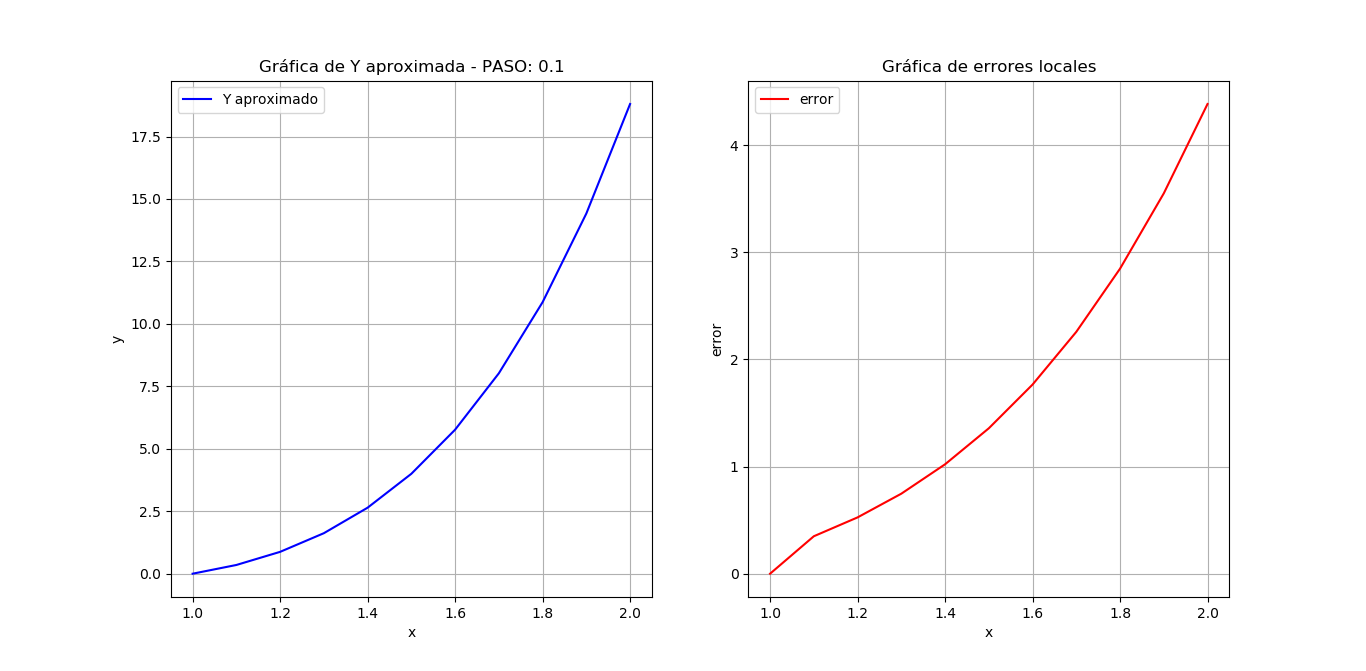 Gráfica de Y aproximada - PASO: 0.1
Y aproximado
17.5
15.0
12.5
10.0
7.5
5.0
2.5
0.0
y
1.0 1.2 1.4 1.6 1.8 2.0
x
Gráfica de errores locales
error
4
3
2
1
0
error
1.0 1.2 1.4 1.6 1.8 2.0
x